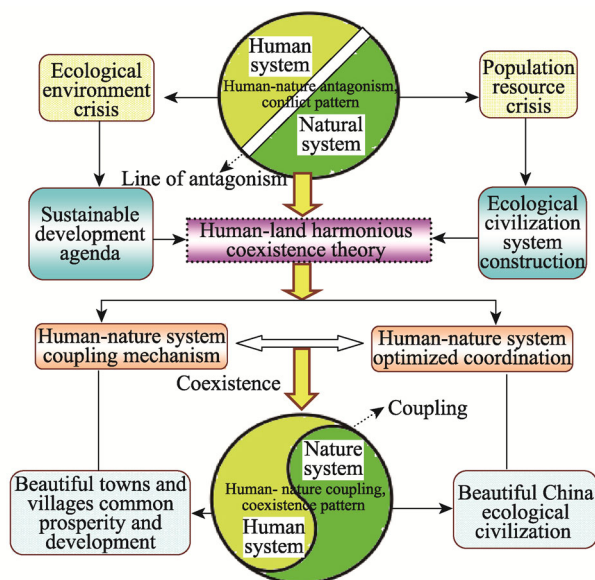 Human
system
Human-nature antagonism,
conflict pattern
Natural
system
Ecological
environment
crisis
Population
resource
crisis
Line of antagonism
Sustainable
development
agenda
Human-land harmonious
coexistence theory
Ecological
civilization
system
construction
Human-nature system
coupling mechanism
Human-nature system
optimized coordination
Coexistence
Coupling
Nature
system
Human- nature coupling,
coexistence pattern
Human
system
Beautiful towns and
villages common
prosperity and
development
Beautiful China
ecological
civilization